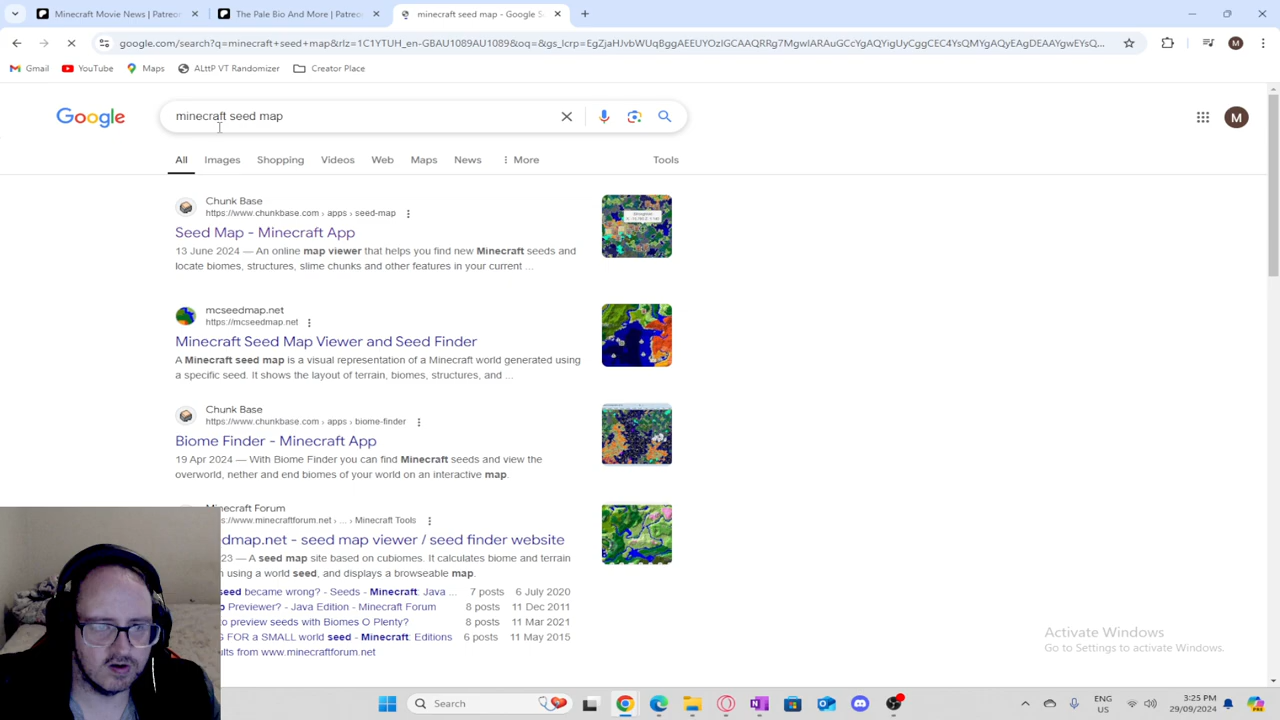 Minecraft Movie News | Patreon
The Pale Bio And More | Patreon
minecraft seed map - Google S
google.com/search?q=minecraft+seed+map&rlz=1C1YTUH_en-GBAU1089AU1089&oq=&gs_lcrp=
Gmail
YouTube
Maps
ALttP VT Randomizer
Creator Place
Google
minecraft seed map
M
M
All Images Shopping Videos Web Maps News More Tools
Chunk Base
https://www.chunkbase.com › apps › seed-map
Seed Map - Minecraft App
13 June 2024 — An online map viewer that helps you find new Minecraft seeds and
locate biomes, structures, slime chunks and other features in your current ...
mcseedmap.net
https://mcseedmap.net
Minecraft Seed Map Viewer and Seed Finder
A Minecraft seed map is a visual representation of a Minecraft world generated using
a specific seed. It shows the layout of terrain, biomes, structures, and ...
Chunk Base
https://www.chunkbase.com › apps › biome-finder
Biome Finder - Minecraft App
19 Apr 2024 — With Biome Finder you can find Minecraft seeds and view the
overworld, nether and end biomes of your world on an interactive map.
necraft Forum
://www.minecraftforum.net › ... › Minecraft Tools
dmap.net - seed map viewer / seed finder website
23 — A seed map site based on cubiomes. It calculates biome and terrain
using a world seed, and displays a browseable map.
seed became wrong? - Seeds - Minecraft: Java ... 7 posts 6 July 2020
Previewer? - Java Edition - Minecraft Forum 8 posts 11 Dec 2011
o preview seeds with Biomes O Plenty? 8 posts 11 Mar 2021
FOR a SMALL world seed - Minecraft: Editions 6 posts 11 May 2015
ults from www.minecraftforum.net
Activate Windows
Go to Settings to activate Windows.
Search
ENG
US
3:25 PM
29/09/2024